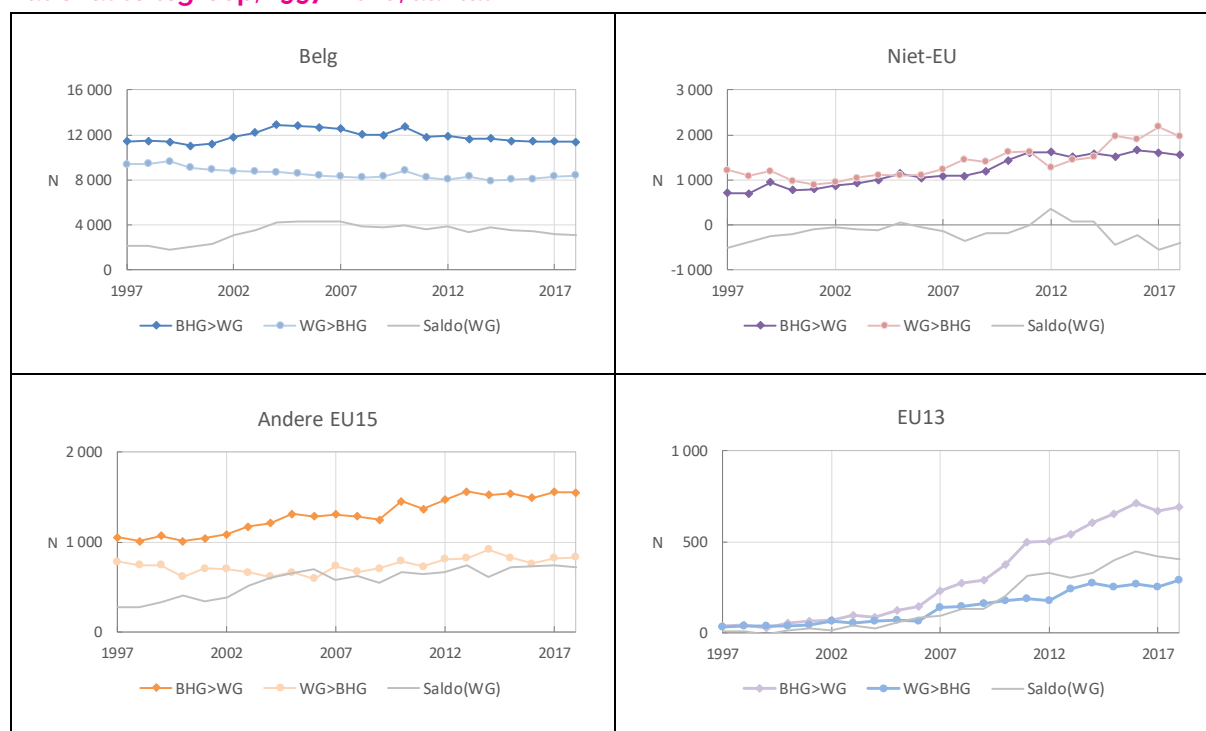 Belg
16 000
12 000
N
8 000
4 000
0
1997 2002 2007 2012 2017
BHG>WG WG>BHG Saldo(WG)
Niet-EU
3 000
2 000
N
1 000
0
-1 000
1997 2002 2007 2012 2017
BHG>WG WG>BHG Saldo(WG)
Andere EU15
2 000
N
1 000
0
1997 2002 2007 2012 2017
BHG>WG WG>BHG Saldo(WG)
EU13
1 000
N
500
0
1997 2002 2007 2012 2017
BHG>WG WG>BHG Saldo(WG)